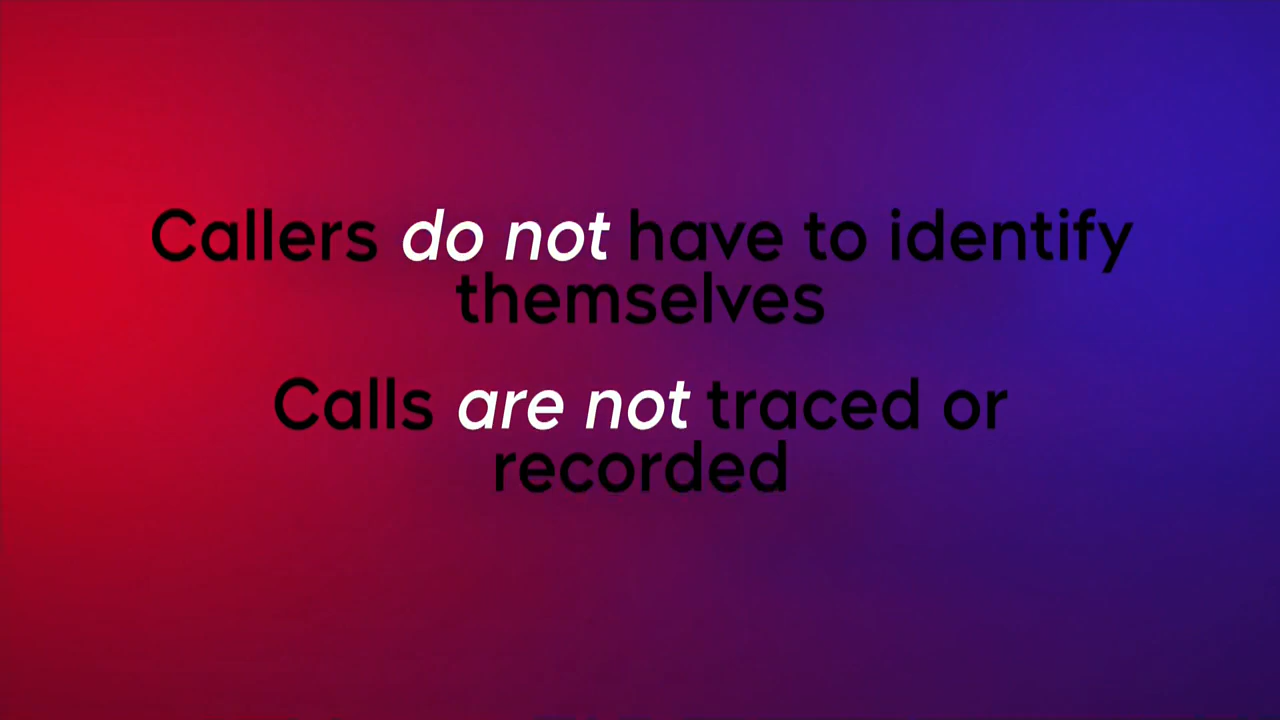 Callers do not have to identify
themselves
Calls are not traced or
recorded